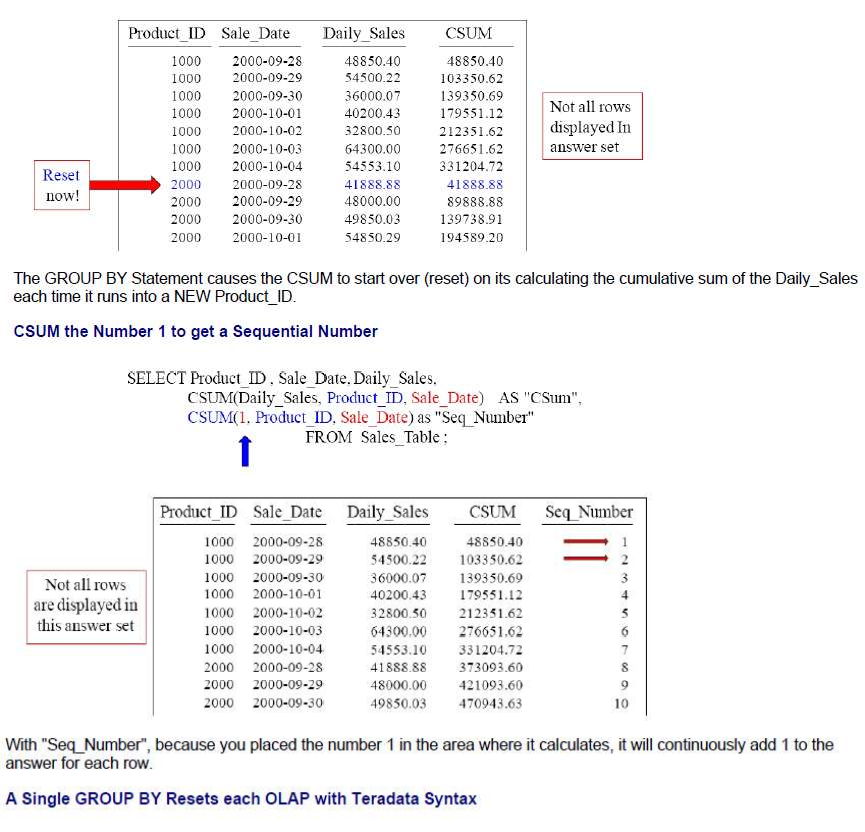 Product_ID Sale_Date Daily_Sales CSUM
1000 2000-09-28 48850.40 48850.40
1000 2000-09-29 54500.22 103350.62
1000 2000-09-30 36000.07 139350.69
1000 2000-10-01 40200.43 179551.12
1000 2000-10-02 32800.50 212351.62
1000 2000-10-03 64300.00 276651.62
1000 2000-10-04 54553.10 331204.72
2000 2000-09-28 41888.88 41888.88
2000 2000-09-29 48000.00 89888.88
2000 2000-09-30 49850.03 139738.91
2000 2000-10-01 54850.29 194589.20
Not all rows
displayed In
answer set
Reset
now!
The GROUP BY Statement causes the CSUM to start over (reset) on its calculating the cumulative sum of the Daily_Sales
each time it runs into a NEW Product_ID.
CSUM the Number 1 to get a Sequential Number
SELECT Product_ID , Sale_Date, Daily_Sales,
CSUM(Daily_Sales, Product_ID, Sale_Date) AS "CSum",
CSUM(1, Product_ID, Sale_Date) as "Seq_Number"
FROM Sales_Table ;
Product_ID Sale_Date Daily_Sales CSUM Seq_Number
1000 2000-09-28 48850.40 48850.40 1
1000 2000-09-29 54500.22 103350.62 2
1000 2000-09-30 36000.07 139350.69 3
1000 2000-10-01 40200.43 179551.12 4
1000 2000-10-02 32800.50 212351.62 5
1000 2000-10-03 64300.00 276651.62 6
1000 2000-10-04 54553.10 331204.72 7
2000 2000-09-28 41888.88 373093.60 8
2000 2000-09-29 48000.00 421093.60 9
2000 2000-09-30 49850.03 470943.63 10
Not all rows
are displayed in
this answer set
With "Seq_Number", because you placed the number 1 in the area where it calculates, it will continuously add 1 to the
answer for each row.
A Single GROUP BY Resets each OLAP with Teradata Syntax